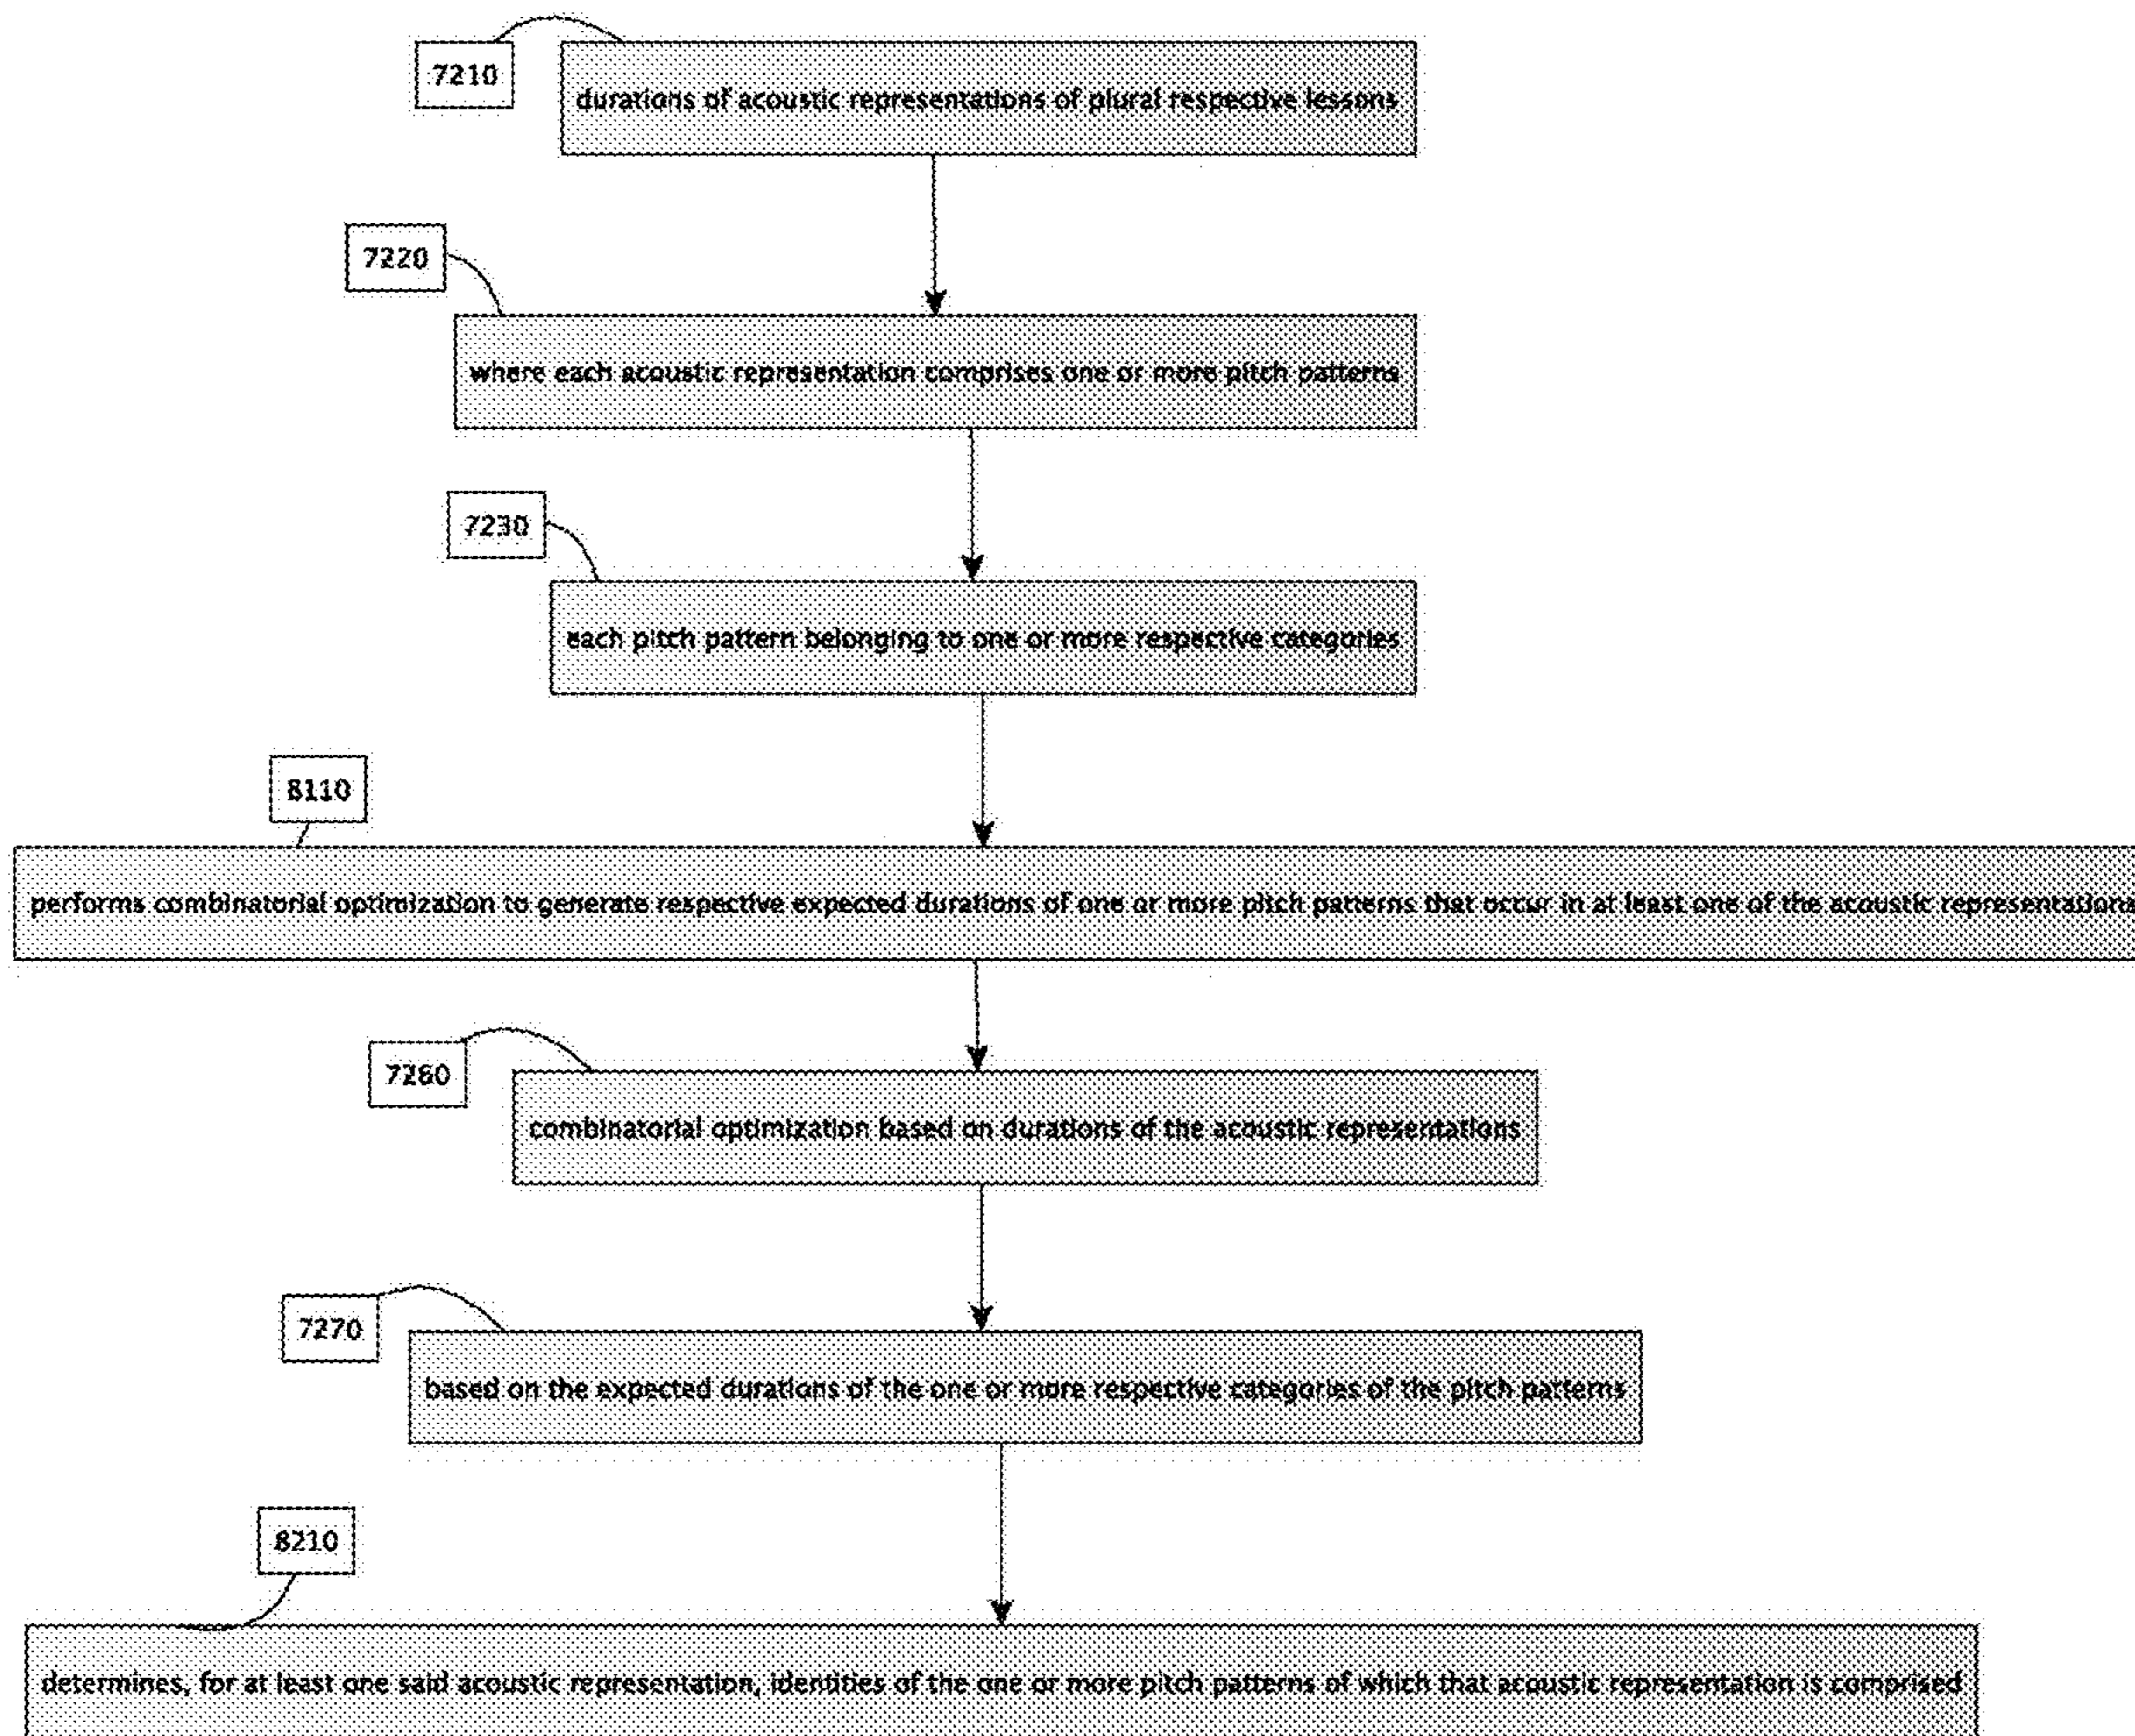 7210
durations of acoustic representations of plural respective lessons
7220
where each acoustic representation comprises one or more pitch patterns
7230
each pitch pattern belonging to one or more respective categories
8110
performs combinatorial optimization to generate respective expected durations of one or more pitch patterns that occur in at least one of the acoustic representations
7260
combinatorial optimization based on durations of the acoustic representations
7270
based on the expected durations of the one or more respective categories of the pitch patterns
8210
determines, for at least one said acoustic representation, identities of the one or more pitch patterns of which that acoustic representation is comprised